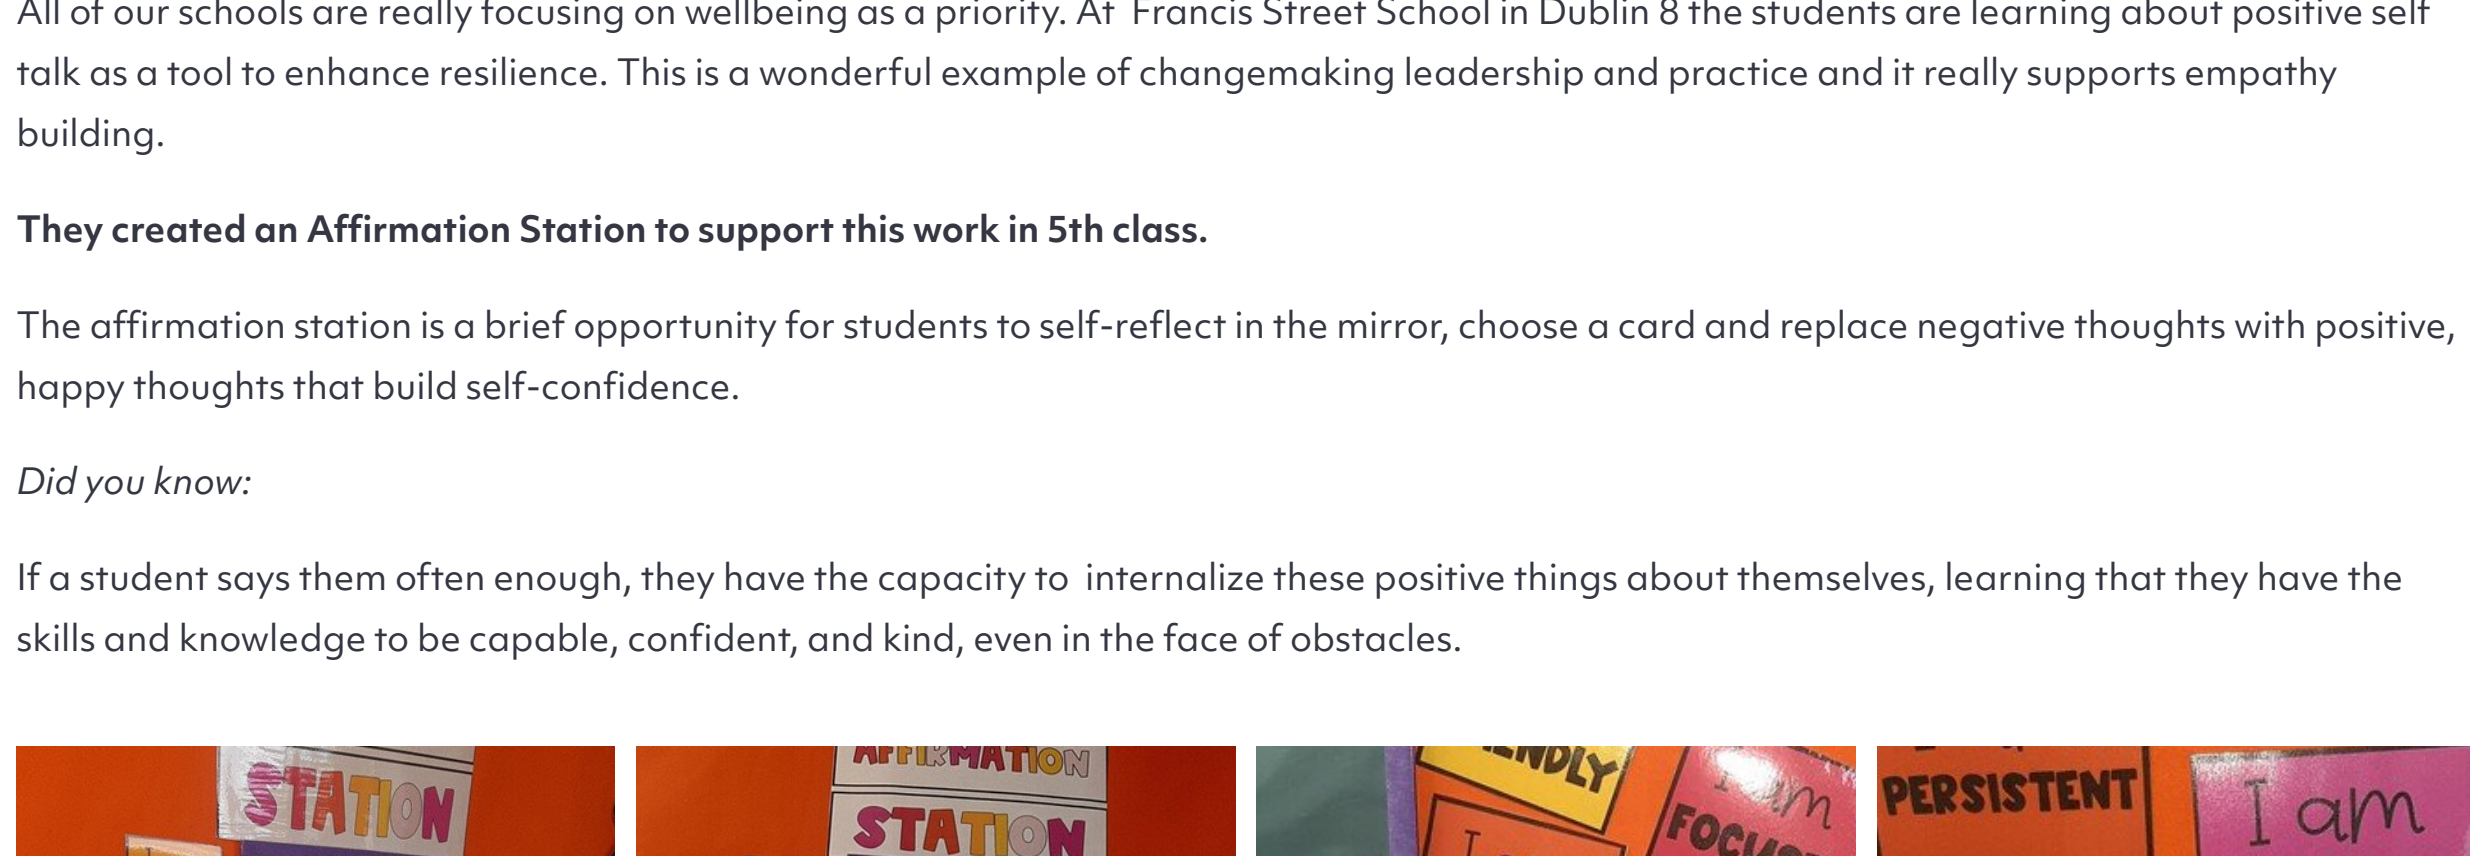 All of our schools are really focusing on wellbeing as a priority. At  Francis Street School in Dublin 8 the students are learning about positive self
talk as a tool to enhance resilience. This is a wonderful example of changemaking leadership and practice and it really supports empathy
building.
They created an Affirmation Station to support this work in 5th class.
The affirmation station is a brief opportunity for students to self-reflect in the mirror, choose a card and replace negative thoughts with positive,
happy thoughts that build self-confidence.
Did you know:
If a student says them often enough, they have the capacity to  internalize these positive things about themselves, learning that they have the
skills and knowledge to be capable, confident, and kind, even in the face of obstacles.
STATION
AFFIRMATION
STATION
I am
PERSISTENT
I am